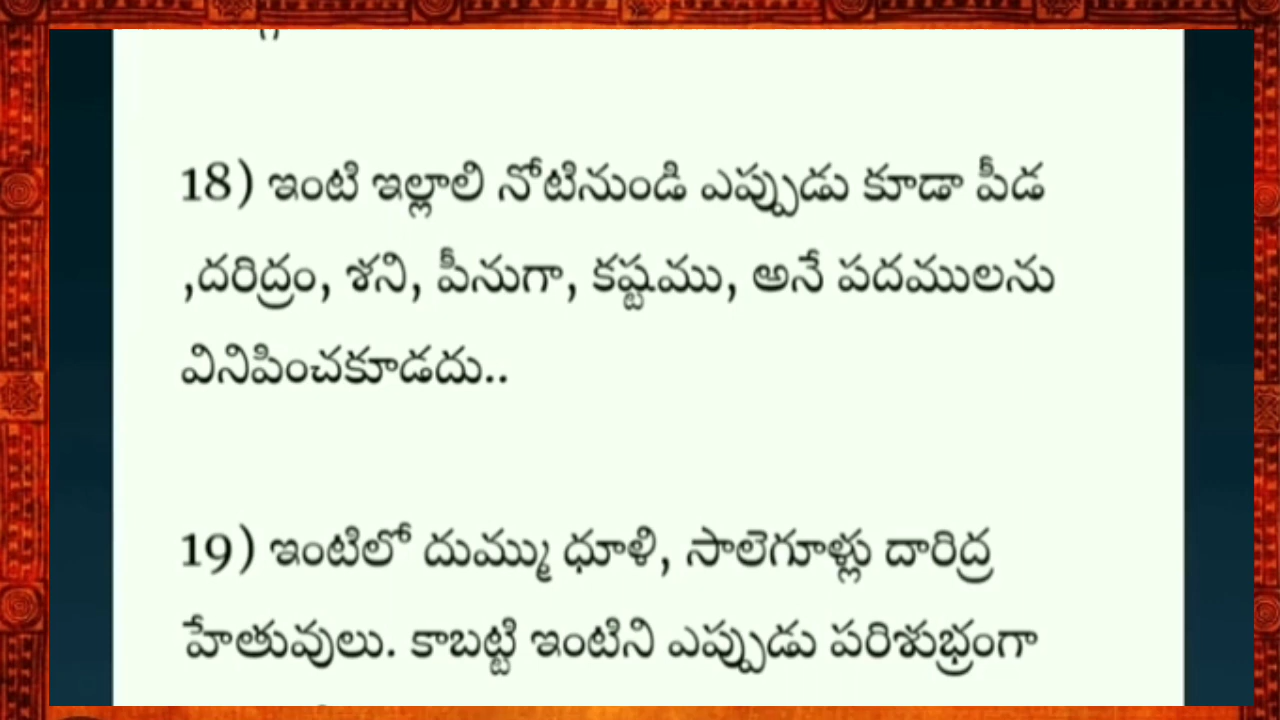 18) ఇంటి ఇల్లాలి నోటినుండి ఎప్పుడు కూడా పీడ
,దరిద్రం, శని, పీనుగా, కష్టము, అనే పదములను
వినిపించకూడదు..
19) ఇంటిలో దుమ్ము ధూళి, సాలెగూళ్లు దారిద్ర
హేతువులు. కాబట్టి ఇంటిని ఎప్పుడు పరిశుభ్రంగా